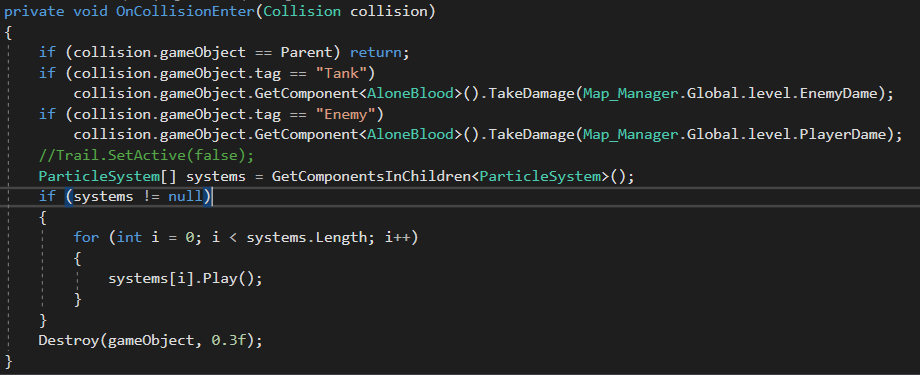 private void OnCollisionEnter(Collision collision)
{
if (collision.gameObject == Parent) return;
if (collision.gameObject.tag == "Tank")
collision.gameObject.GetComponent<AloneBlood>().TakeDamage(Map_Manager.Global.level.EnemyDame);
if (collision.gameObject.tag == "Enemy")
collision.gameObject.GetComponent<AloneBlood>().TakeDamage(Map_Manager.Global.level.PlayerDame);
//Trail.SetActive(false);
ParticleSystem[] systems = GetComponentsInChildren<ParticleSystem>();
if (systems != null)
{
for (int i = 0; i < systems.Length; i++)
{
systems[i].Play();
}
}
Destroy(gameObject, 0.3f);
}